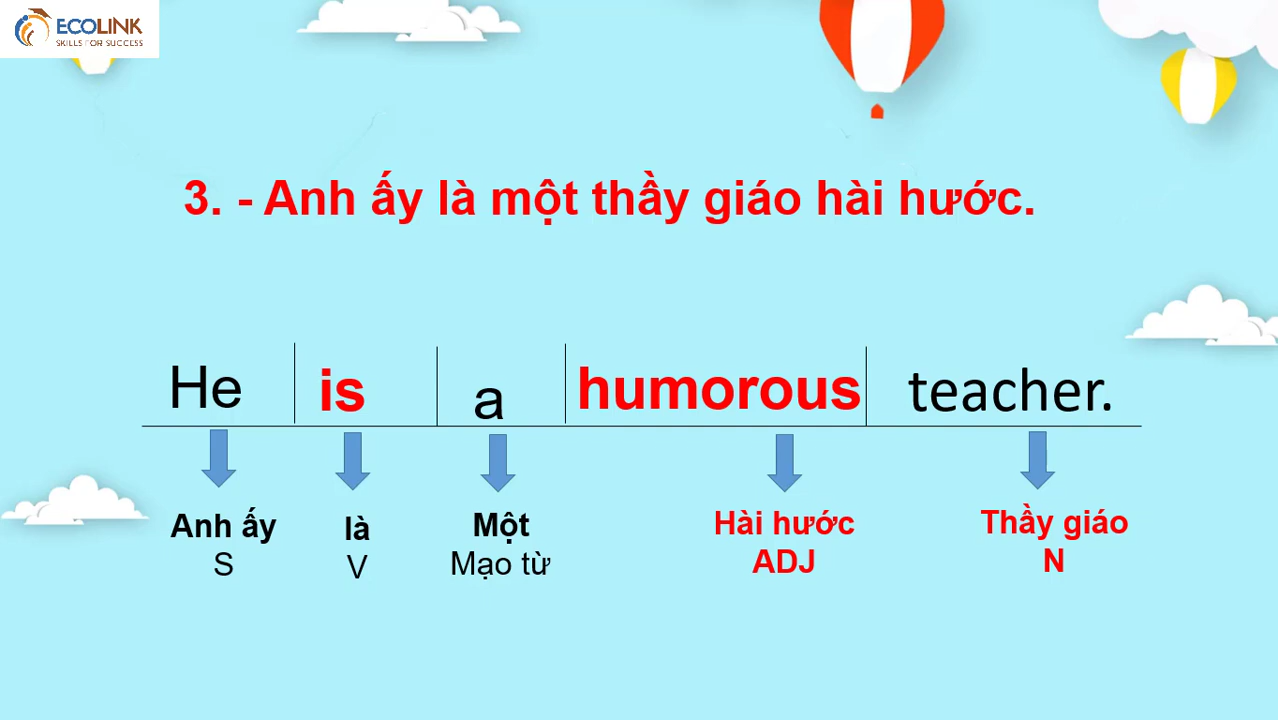 ECOLINK
SKILLS FOR SUCCESS
3. - Anh ấy là một thầy giáo hài hước.
He is a humorous teacher.
Anh ấy là Một Hài hước Thầy giáo
S V Mạo từ ADJ N